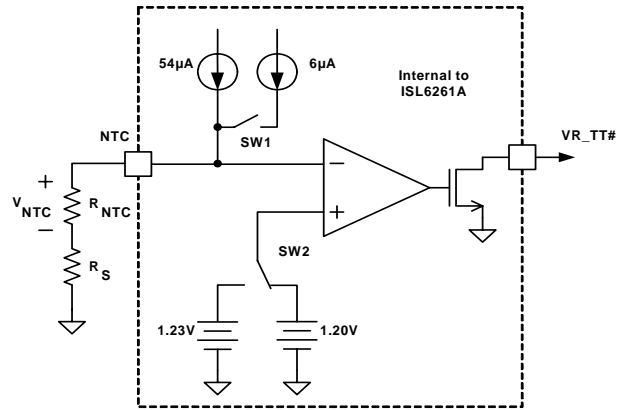 54µA
6µA
Internal to
ISL6261A
NTC
SW1
VR_TT#
+
V NTC
−
R NTC
R S
−
+
SW2
1.23V
1.20V